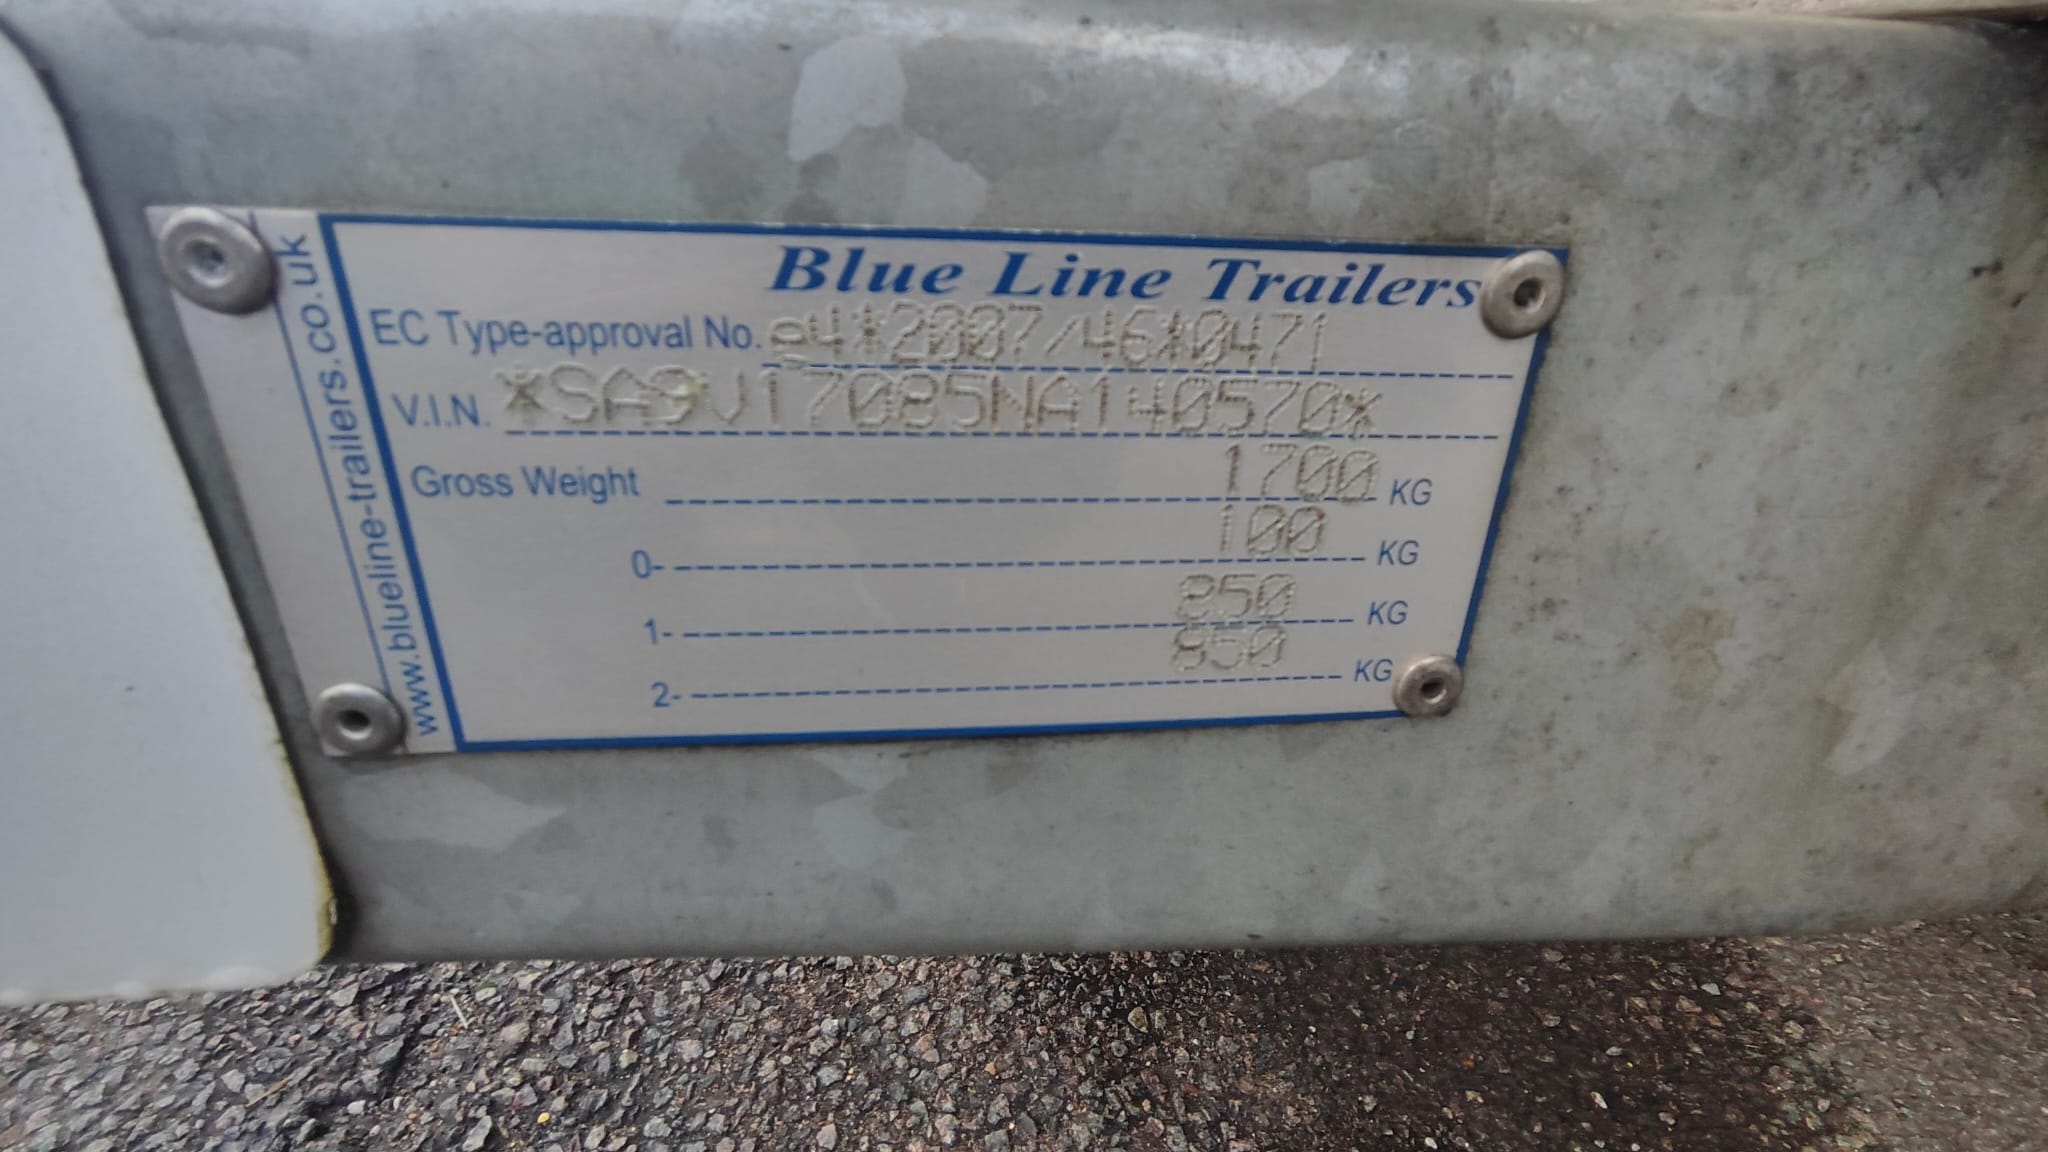 Blue Line Trailers
EC Type-approval No. e4*2007/46*0471
V.I.N. *SA9V17085NA140570*
Gross Weight 1700 KG
0- 100 KG
1- 850 KG
2- 850 KG
www.blueline-trailers.co.uk